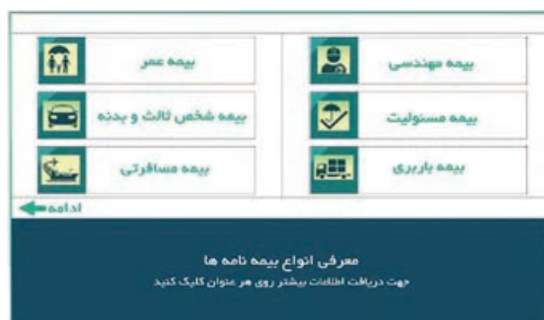 بیمه مهندسی
بیمه عمر
بیمه مسئولیت
بیمه شخص ثالث و بدنه
بیمه باربری
بیمه مسافرتی
ادامه
معرفی انواع بیمه نامه ها
جهت دریافت اطلاعات بیشتر روی هر عنوان کلیک کنید